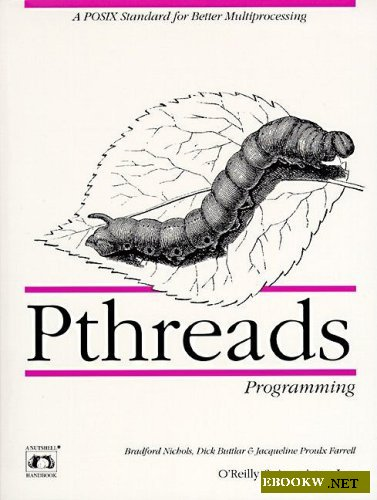 A POSIX Standard for Better Multiprocessing
Pthreads
Programming
A NUTSHELL® HANDBOOK
Bradford Nichols, Dick Buttlar & Jacqueline Proulx Farrell
O'Reilly
EBOOKW.NET